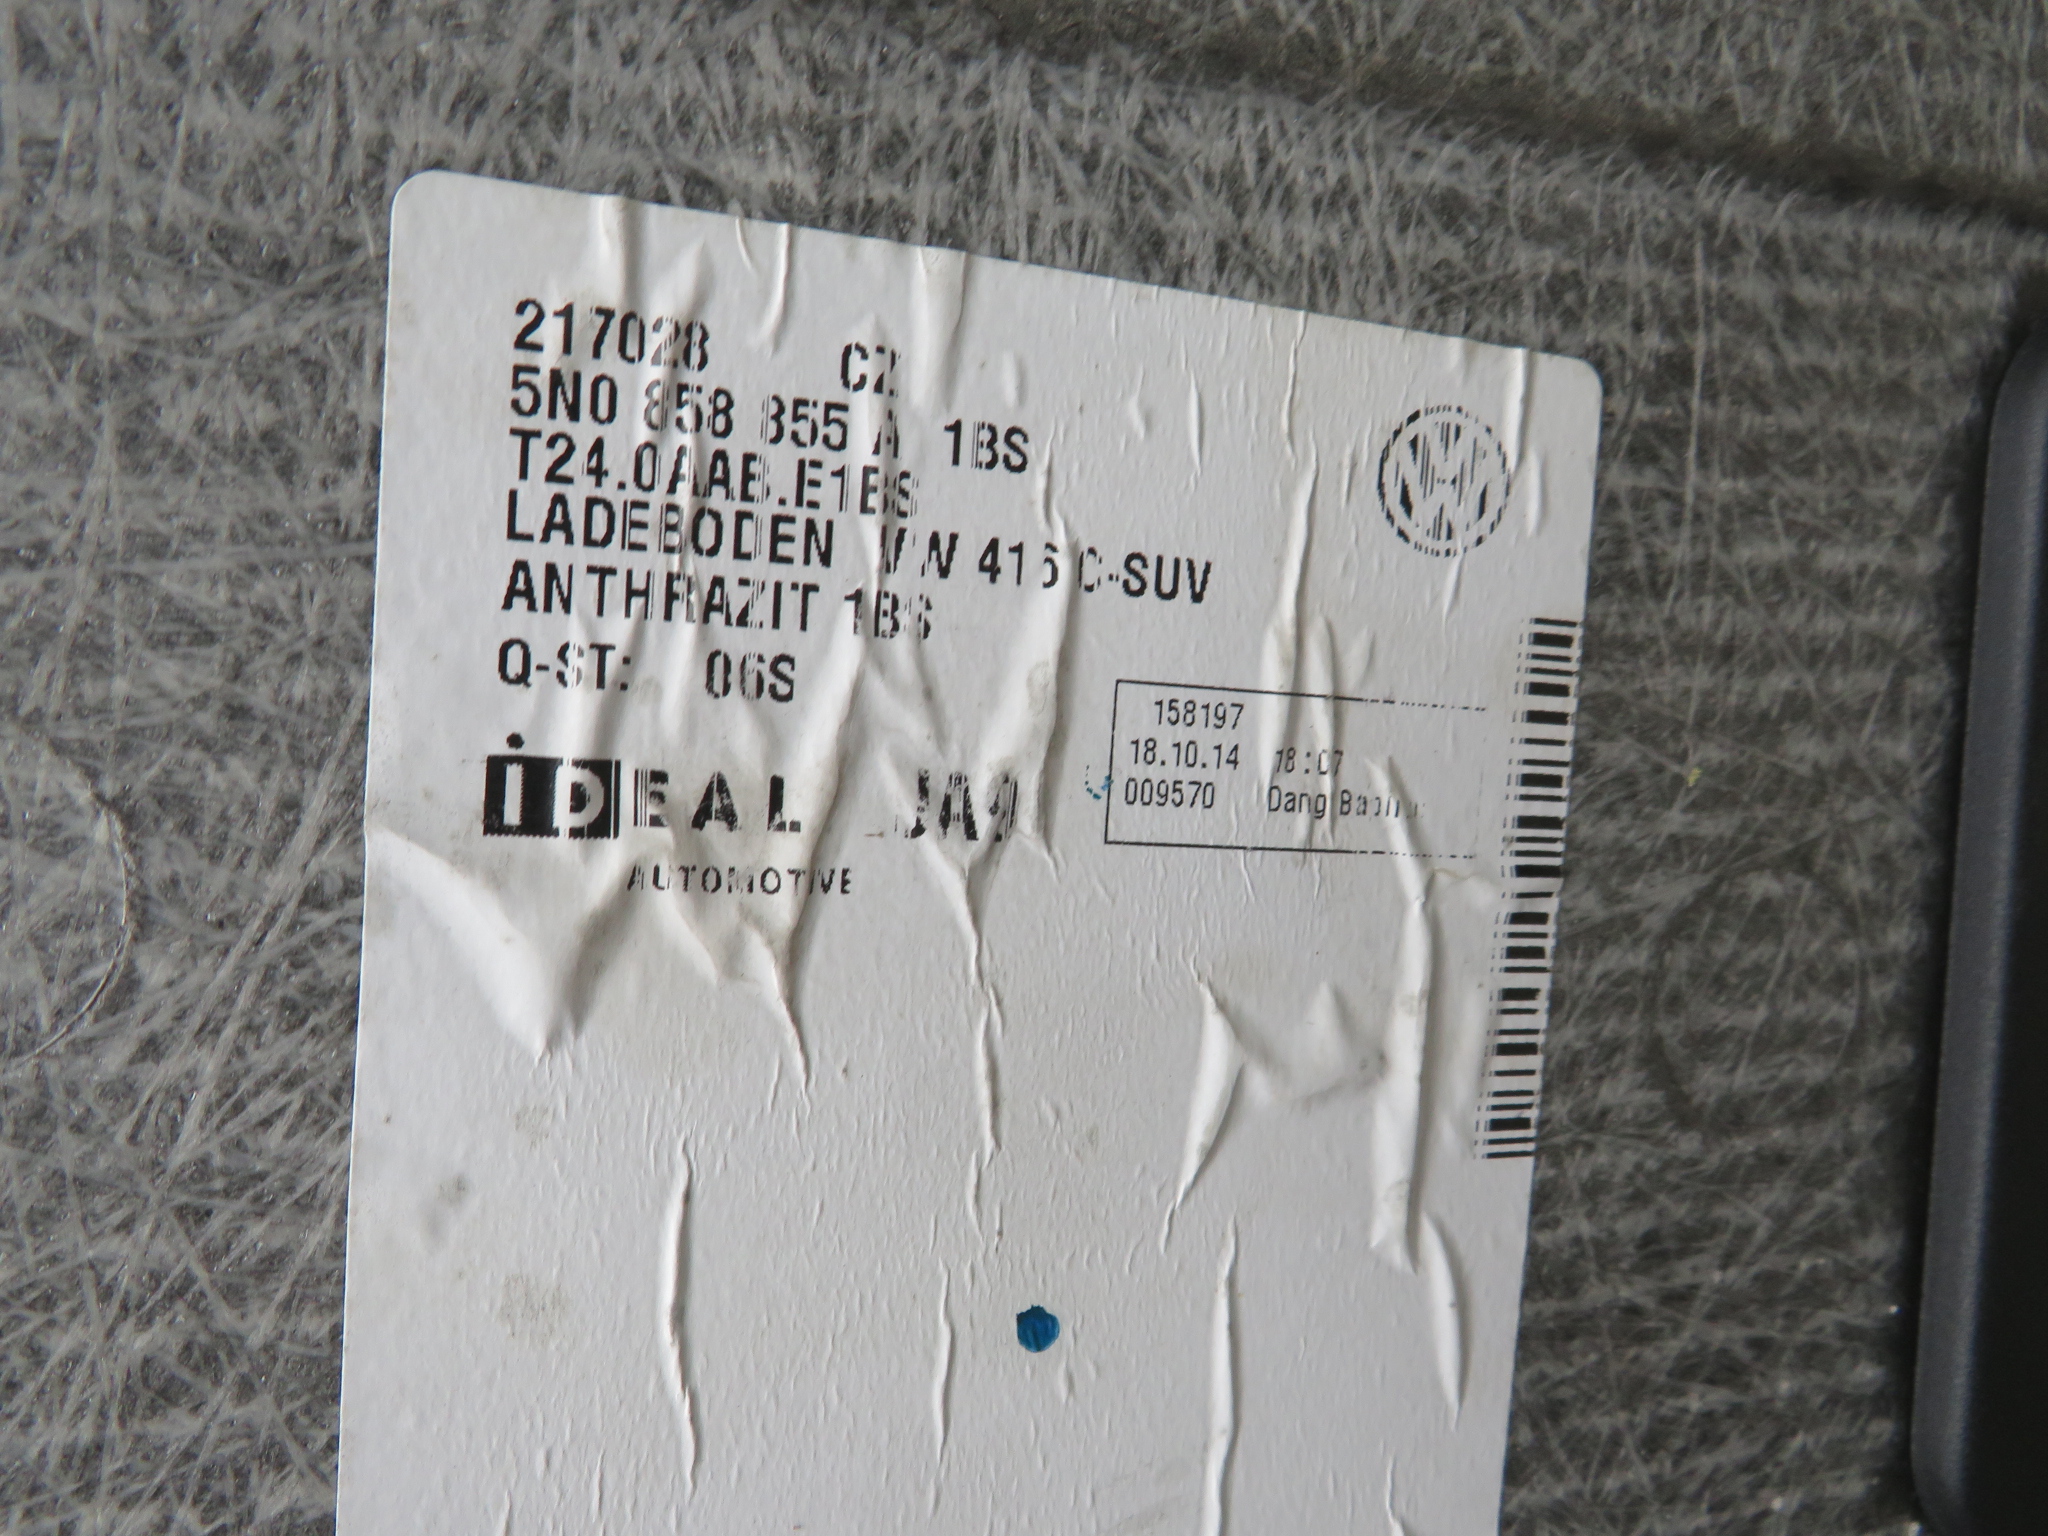 217028 CZ
5N0 858 855 A 1BS
T24.0AAB.E1BS
LADEBODEN VW 416 C-SUV
ANTHRAZIT 1BS
Q-ST: 06S
iDEAL
AUTOMOTIVE
158197
18.10.14 18:07
009570 Dang